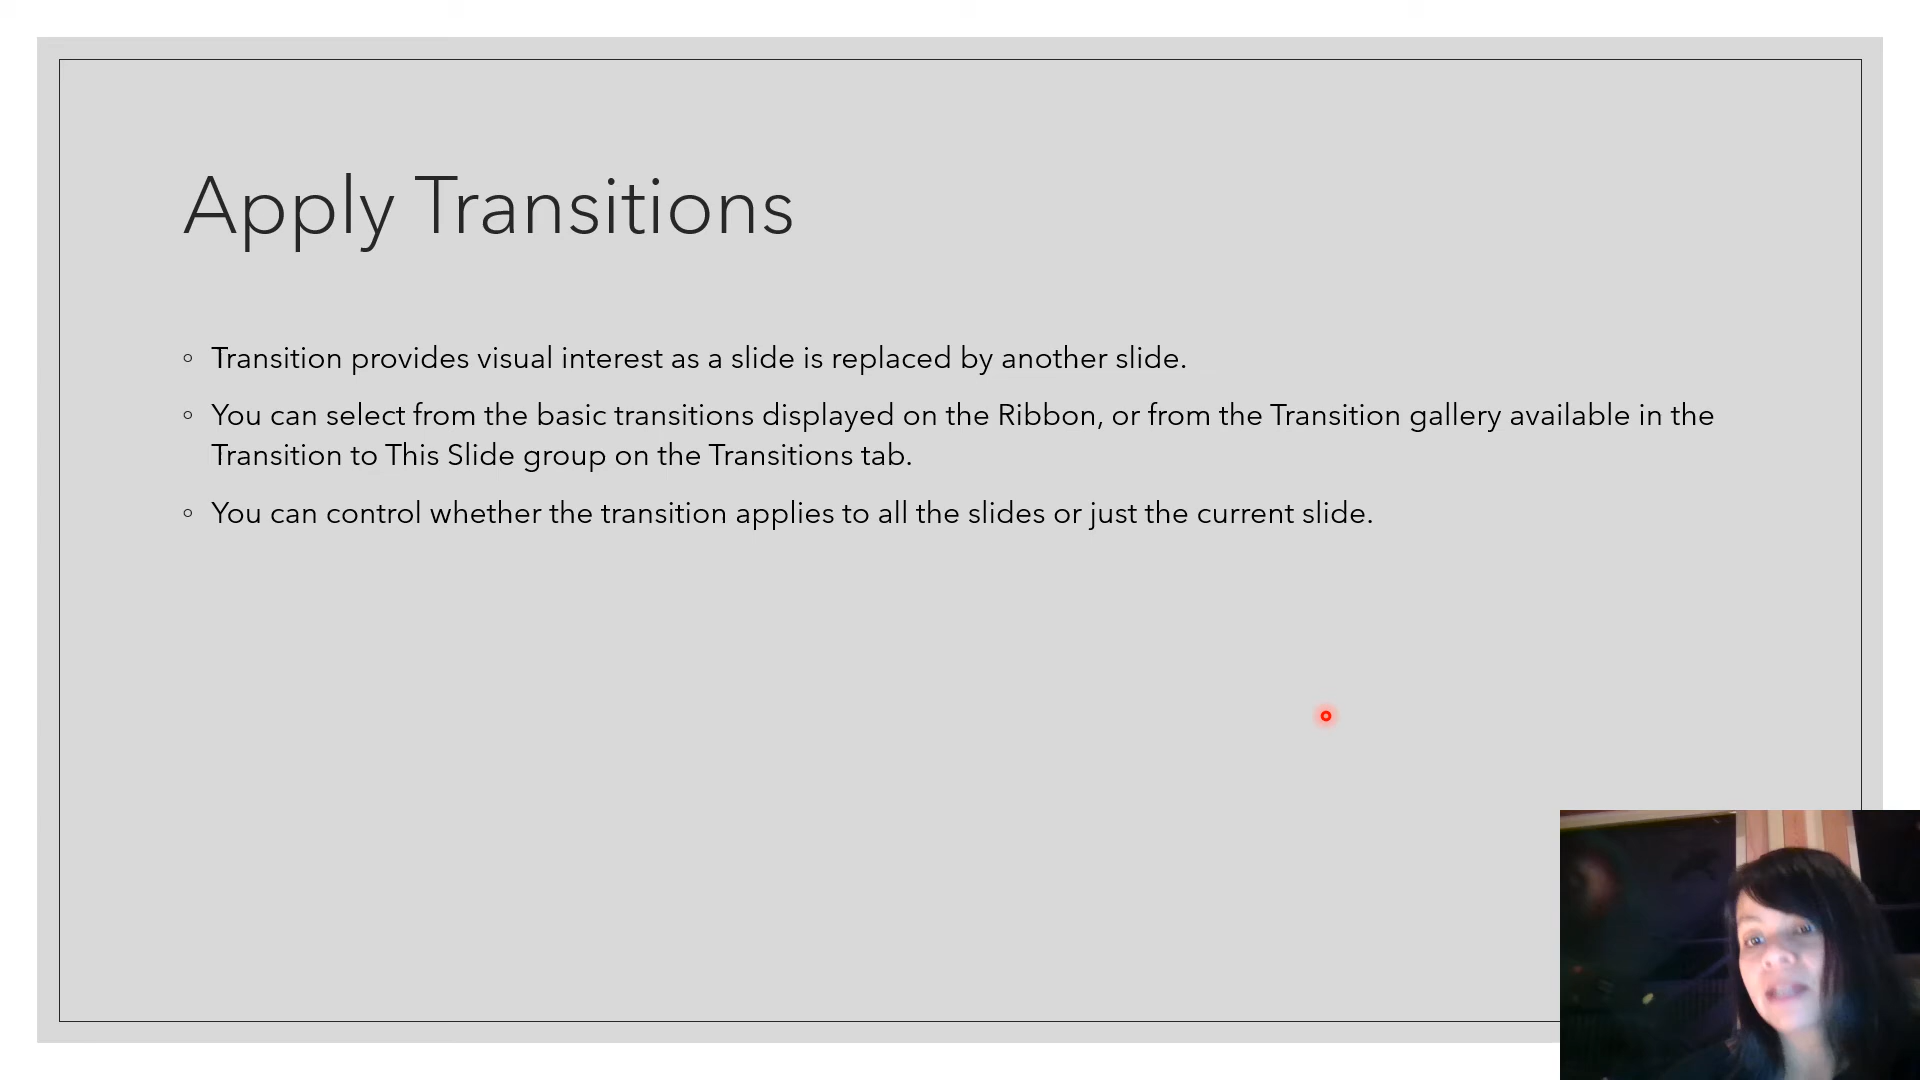 Apply Transitions
◦ Transition provides visual interest as a slide is replaced by another slide.
◦ You can select from the basic transitions displayed on the Ribbon, or from the Transition gallery available in the
Transition to This Slide group on the Transitions tab.
◦ You can control whether the transition applies to all the slides or just the current slide.